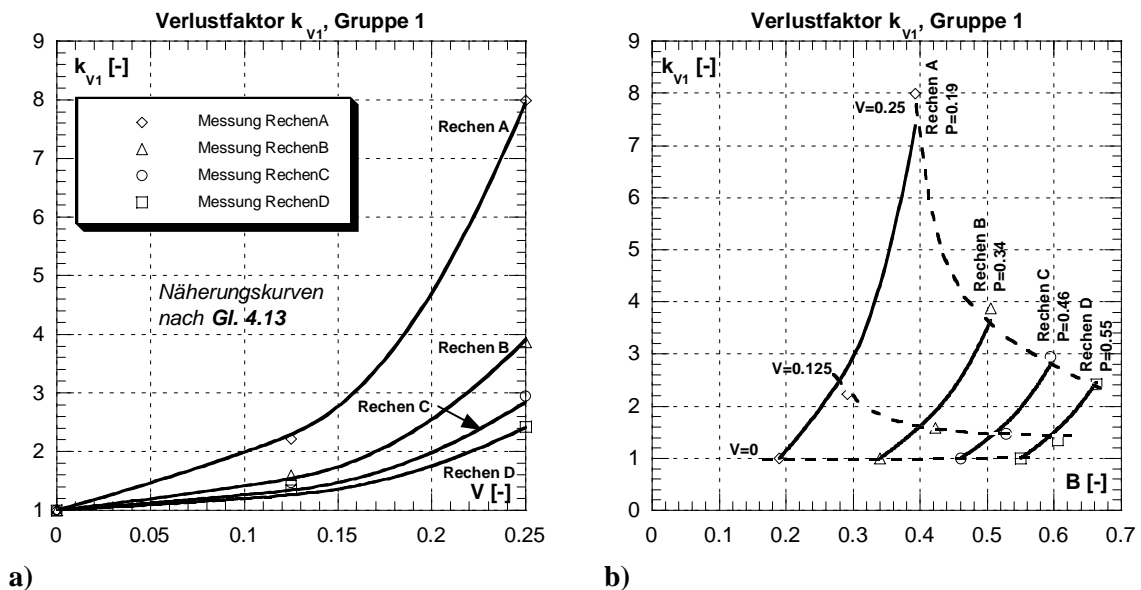 Verlustfaktor k_V1, Gruppe 1
k_V1 [-]
9
8
7
6
5
4
3
2
1
Messung RechenA
Messung RechenB
Messung RechenC
Messung RechenD
Rechen A
Näherungskurven
nach Gl. 4.13
Rechen B
Rechen C
Rechen D
V [-]
0
0.05
0.1
0.15
0.2
0.25
a)
Verlustfaktor k_V1, Gruppe 1
k_V1 [-]
9
8
7
6
5
4
3
2
1
0
V=0.25
Rechen A
P=0.19
Rechen B
P=0.34
Rechen C
P=0.46
Rechen D
P=0.55
V=0.125
V=0
B [-]
0
0.1
0.2
0.3
0.4
0.5
0.6
0.7
b)